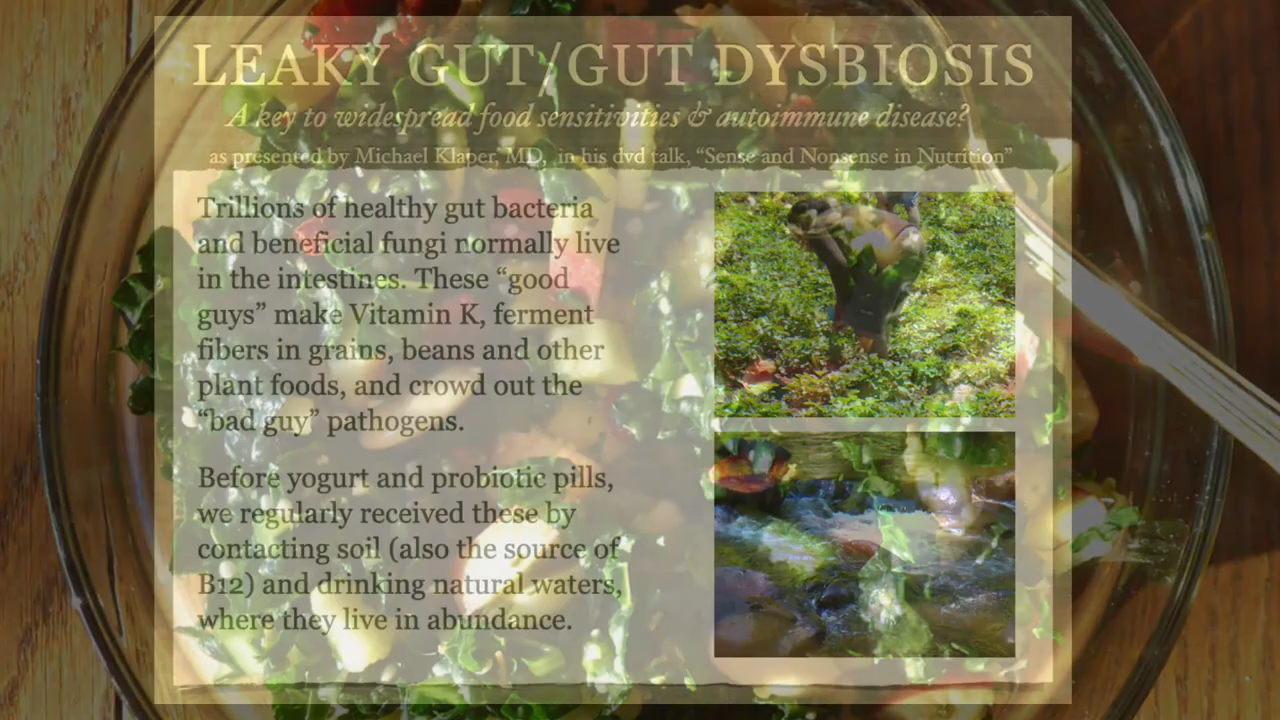 LEAKY GUT/GUT DYSBIOSIS
A key to widespread food sensitivities & autoimmune disease?
as presented by Michael Klaper, MD, in his dvd talk, “Sense and Nonsense in Nutrition”
Trillions of healthy gut bacteria
and beneficial fungi normally live
in the intestines. These “good
guys” make Vitamin K, ferment
fibers in grains, beans and other
plant foods, and crowd out the
“bad guy” pathogens.
Before yogurt and probiotic pills,
we regularly received these by
contacting soil (also the source of
B12) and drinking natural waters,
where they live in abundance.